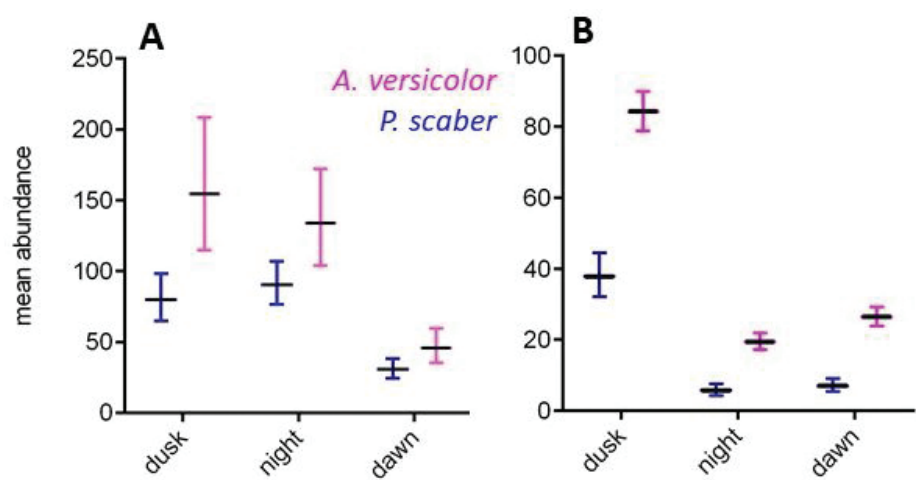 A
B
250
200
150
100
50
0
mean abundance
A. versicolor
P. scaber
dusk
night
dawn
100
80
60
40
20
0
dusk
night
dawn